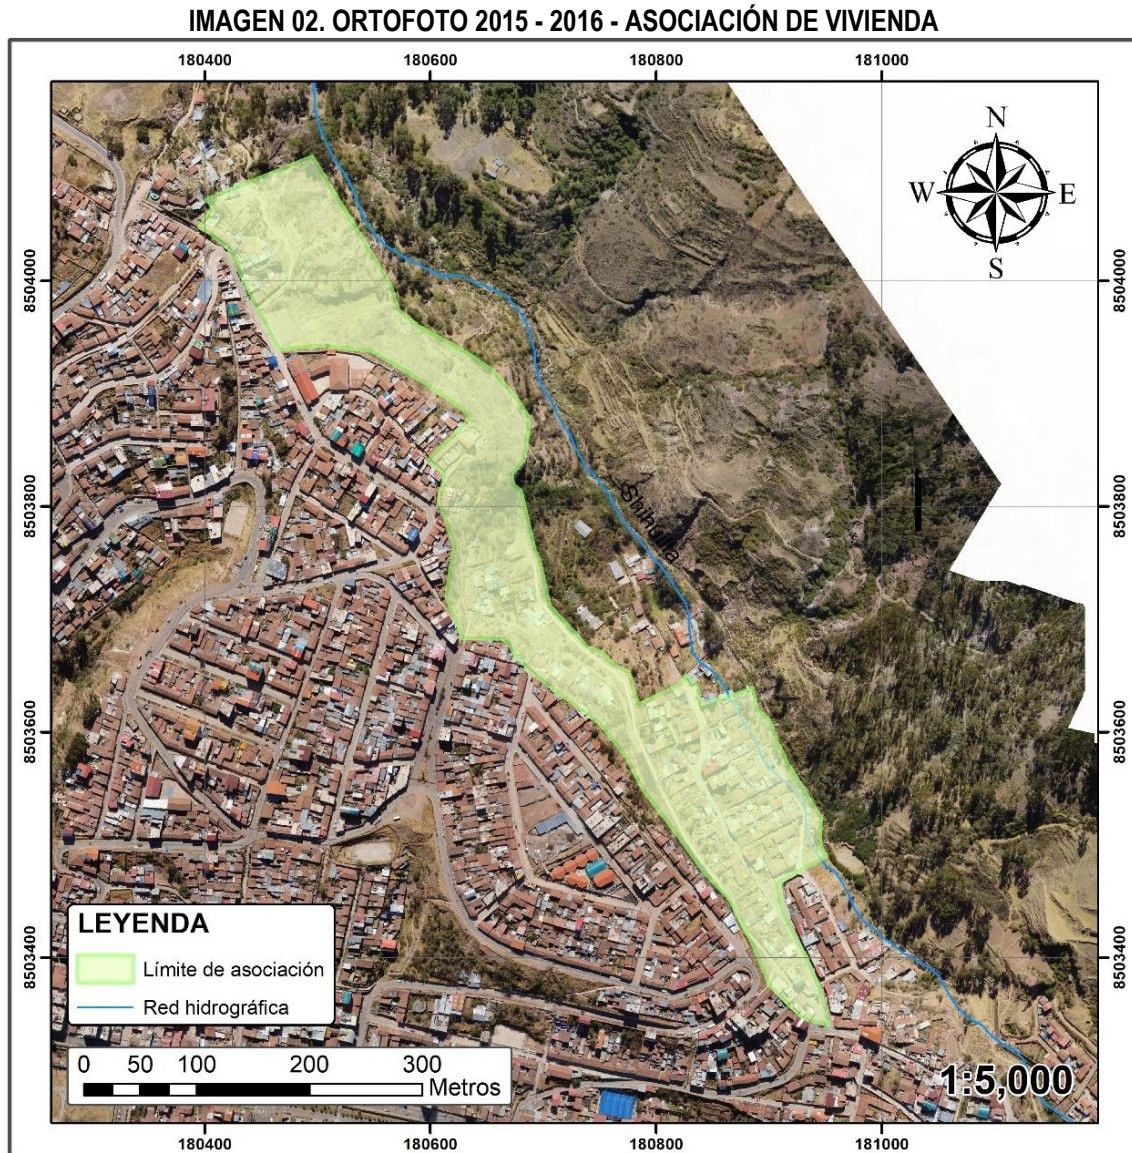 IMAGEN 02. ORTOFOTO 2015 - 2016 - ASOCIACIÓN DE VIVIENDA
180400 180600 180800 181000
N
W E
S
8504000 8504000
8503800 8503800
8503600 8503600
8503400 8503400
LEYENDA
Límite de asociación
Red hidrográfica
0 50 100 200 300
Metros
1:5,000
180400 180600 180800 181000